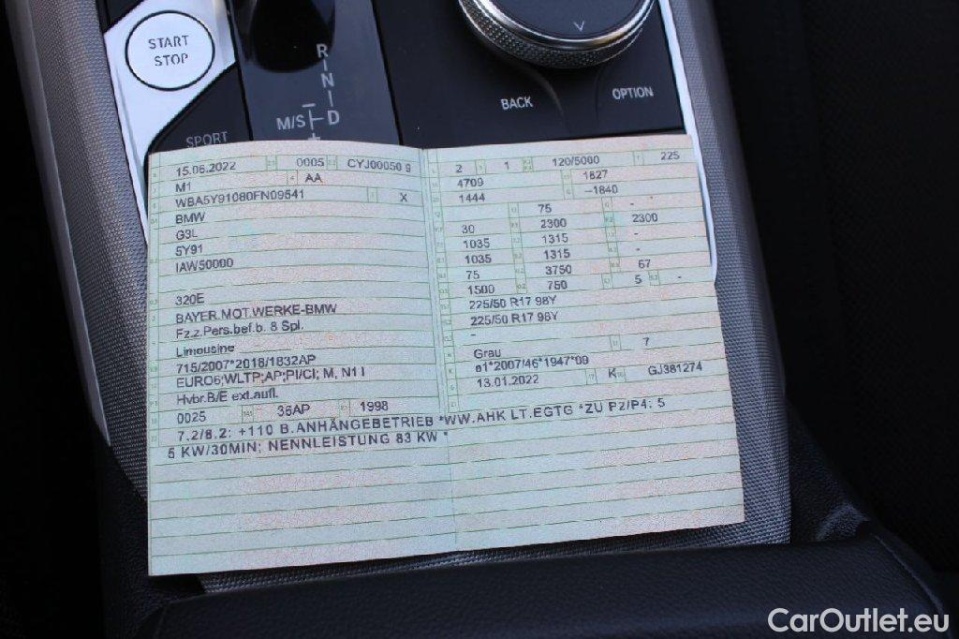 START
STOP
SPORT
R
N
D
M/S
+
BACK
OPTION
15.06.2022 0005 CYJ00050 9
M1 AA
WBA5Y91080FN09541 X
BMW
G3L
5Y91
IAW50000
320E
BAYER.MOT.WERKE-BMW
Fz.z.Pers.bef.b. 8 Spl.
Limousine
715/2007*2018/1832AP
EURO6;WLTP;AP;PI/CI; M, N1 I
Hybr.B/E ext.aufl.
0025 36AP 1998
2 1 120/5000 225
4709 1827
1444 –1840
75 - -
30 2300 2300
1035 1315 -
1035 1315 -
75 3750 67
1500 750 5 -
225/50 R17 98Y
225/50 R17 98Y
-
Grau 7
e1*2007/46*1947*09
13.01.2022 K GJ381274
7.2/8.2: +110 B.ANHÄNGEBETRIEB *WW.AHK LT.EGTG *ZU P2/P4: 5
5 KW/30MIN; NENNLEISTUNG 83 KW *
CarOutlet.eu